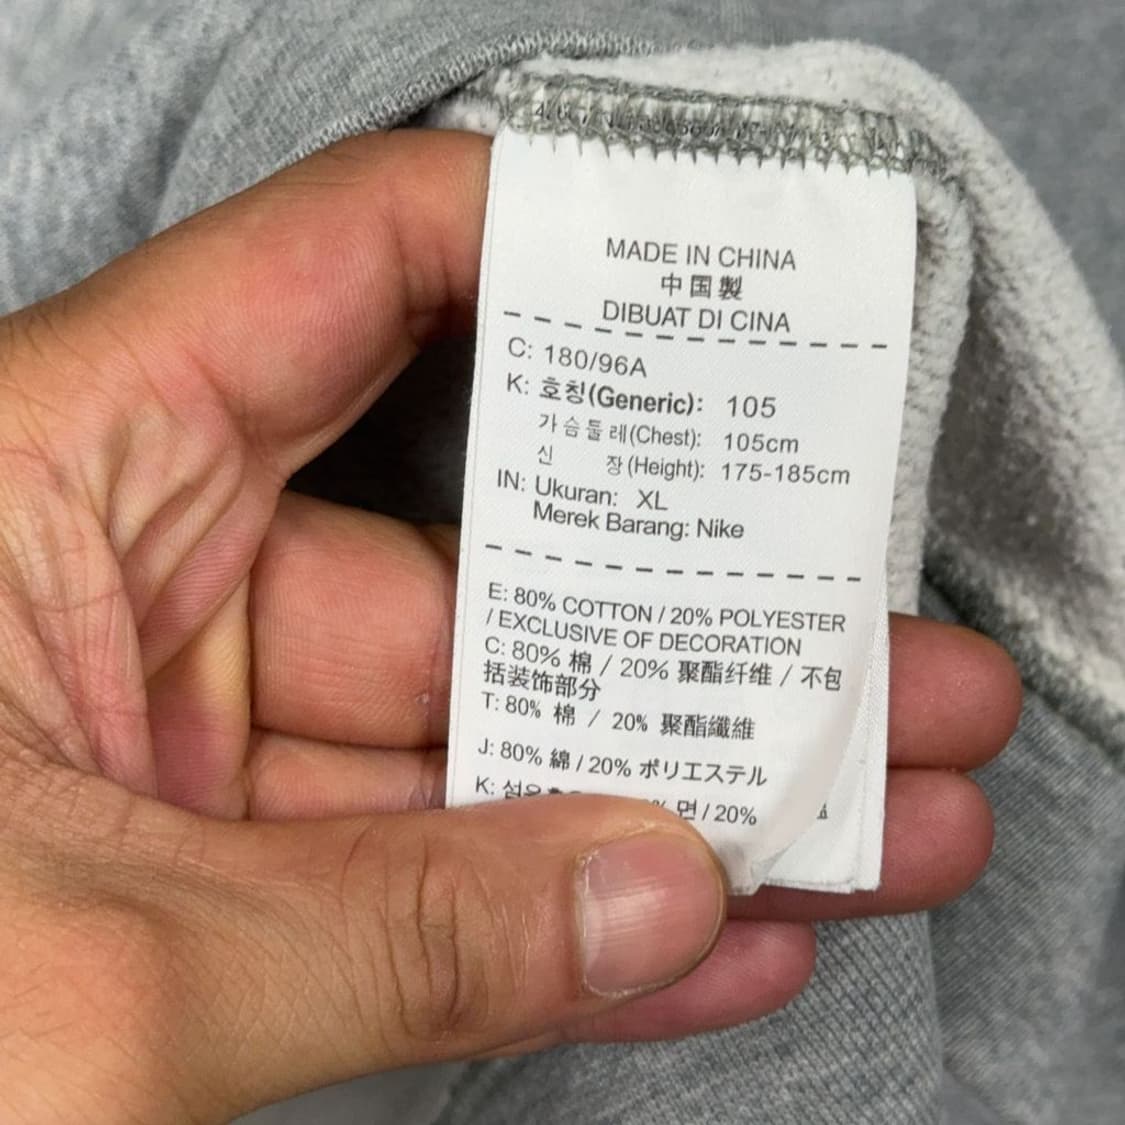 MADE IN CHINA
中国製
DIBUAT DI CINA
C: 180/96A
K: 호칭(Generic): 105
가슴둘레(Chest): 105cm
신 장(Height): 175-185cm
IN: Ukuran: XL
Merek Barang: Nike
E: 80% COTTON / 20% POLYESTER
/ EXCLUSIVE OF DECORATION
C: 80% 棉 / 20% 聚酯纤维 / 不包
括装饰部分
T: 80% 棉 / 20% 聚酯纖維
J: 80% 綿 / 20% ポリエステル
K: 면 / 20%